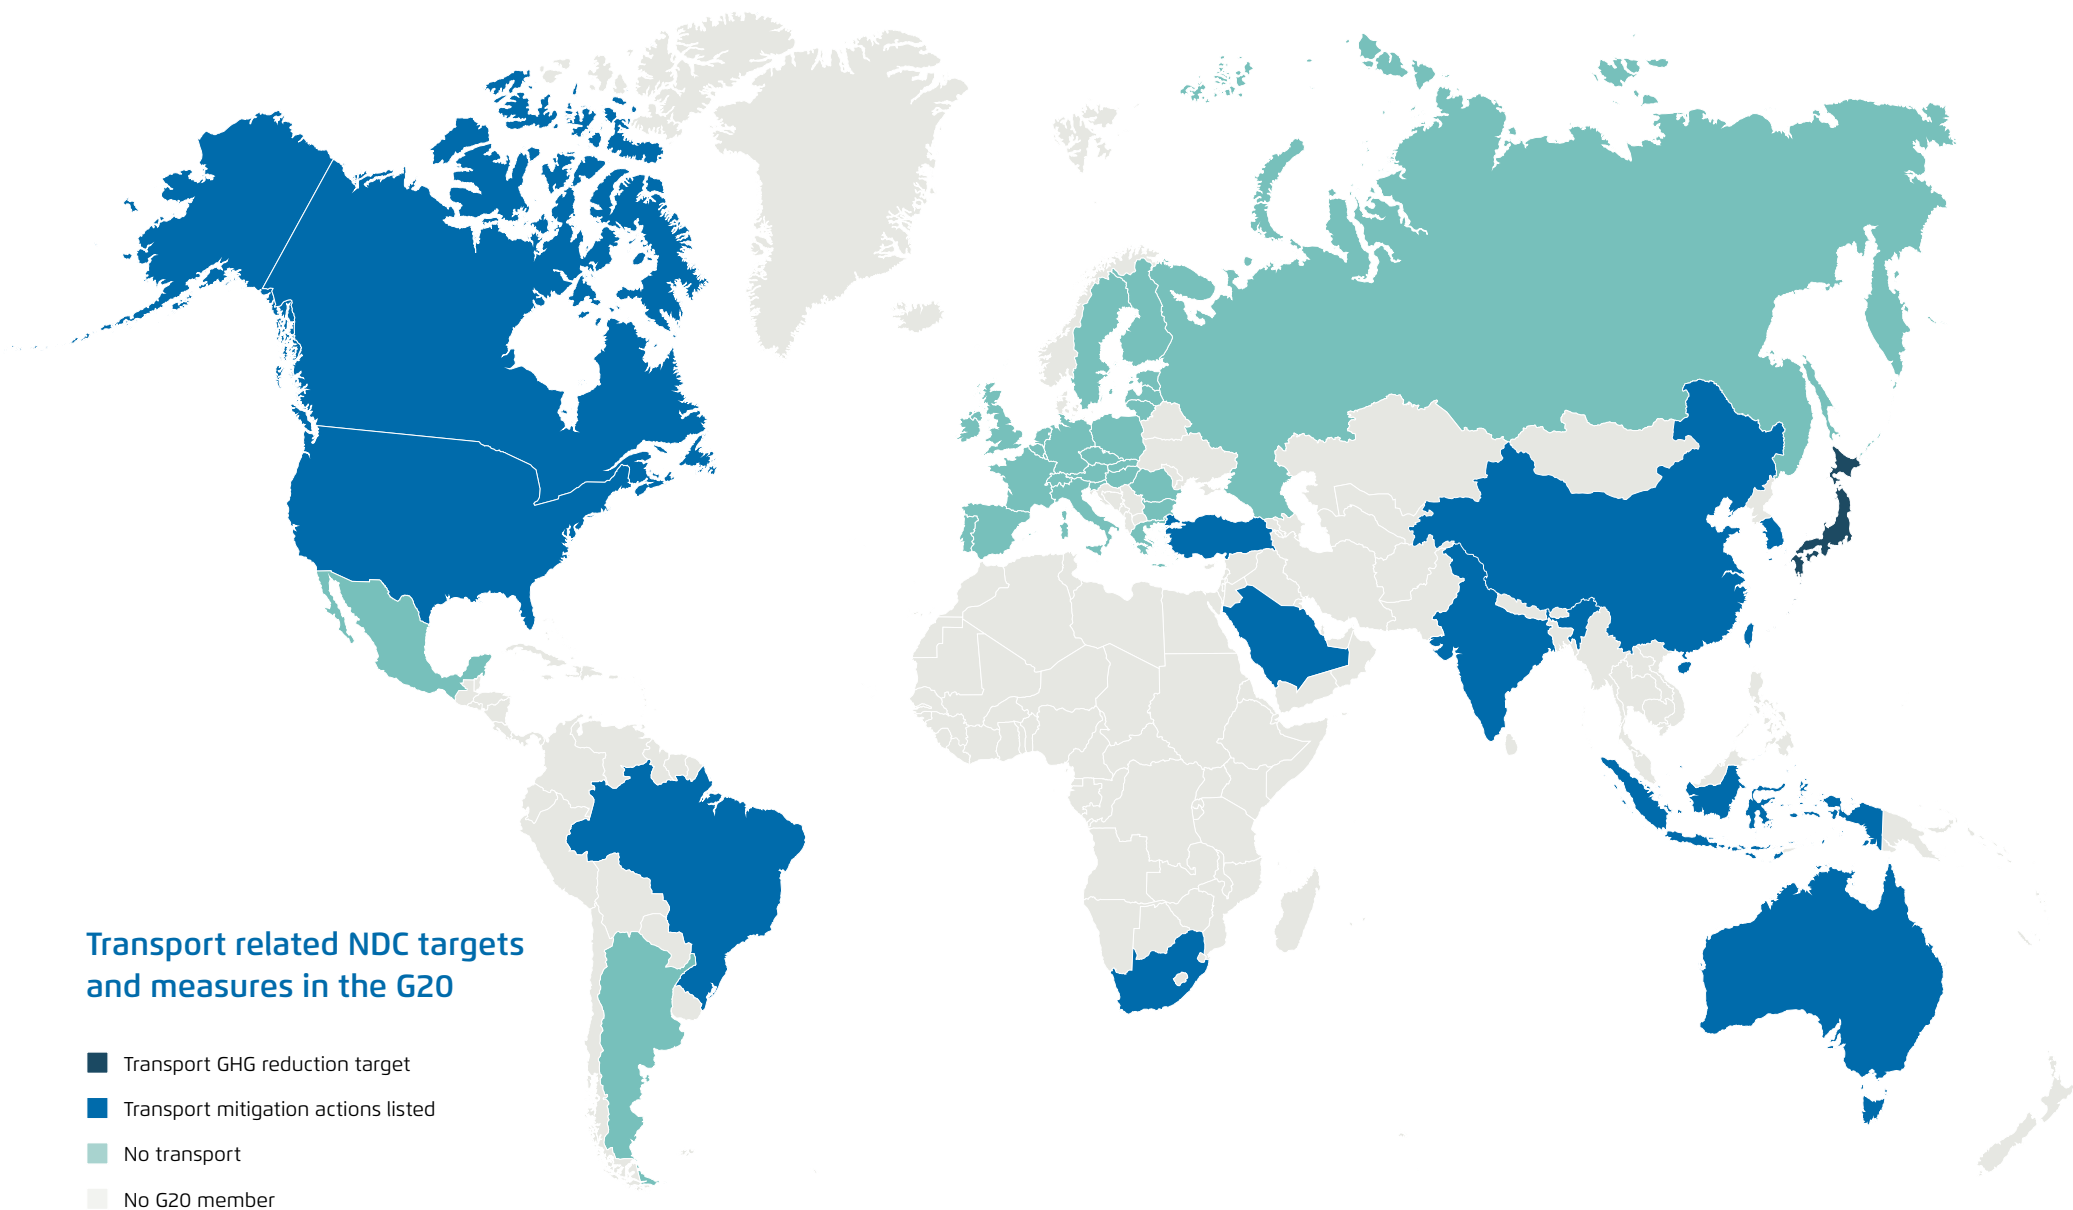 Transport related NDC targets
and measures in the G20
Transport GHG reduction target
Transport mitigation actions listed
No transport
No G20 member